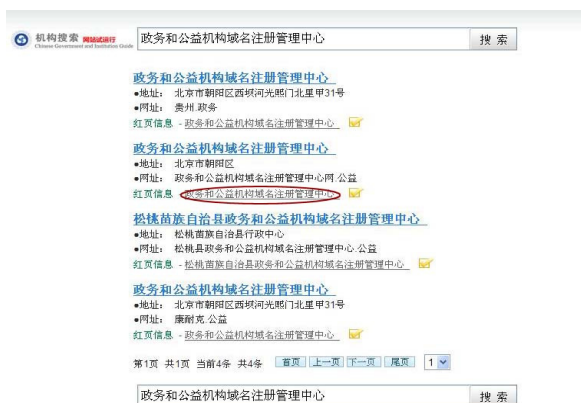 机构搜索 网站试运行 政务和公益机构域名注册管理中心 搜 索
Chinese Government and Institution Guide
政务和公益机构域名注册管理中心
•地址： 北京市朝阳区西坝河光熙门北里甲31号
•网址： 贵州.政务
红页信息 - 政务和公益机构域名注册管理中心
政务和公益机构域名注册管理中心
•地址： 北京市朝阳区
•网址： 政务和公益机构域名注册管理中心网.公益
红页信息 - 政务和公益机构域名注册管理中心
松桃苗族自治县政务和公益机构域名注册管理中心
•地址： 松桃苗族自治县行政中心
•网址： 松桃县政务和公益机构域名注册管理中心.公益
红页信息 - 松桃苗族自治县政务和公益机构域名注册管理中心
政务和公益机构域名注册管理中心
•地址： 北京市朝阳区西坝河光熙门北里甲31号
•网址： 康耐克.公益
红页信息 - 政务和公益机构域名注册管理中心
第1页 共1页 当前4条 共4条 首页 上一页 下一页 尾页 1
政务和公益机构域名注册管理中心 搜 索